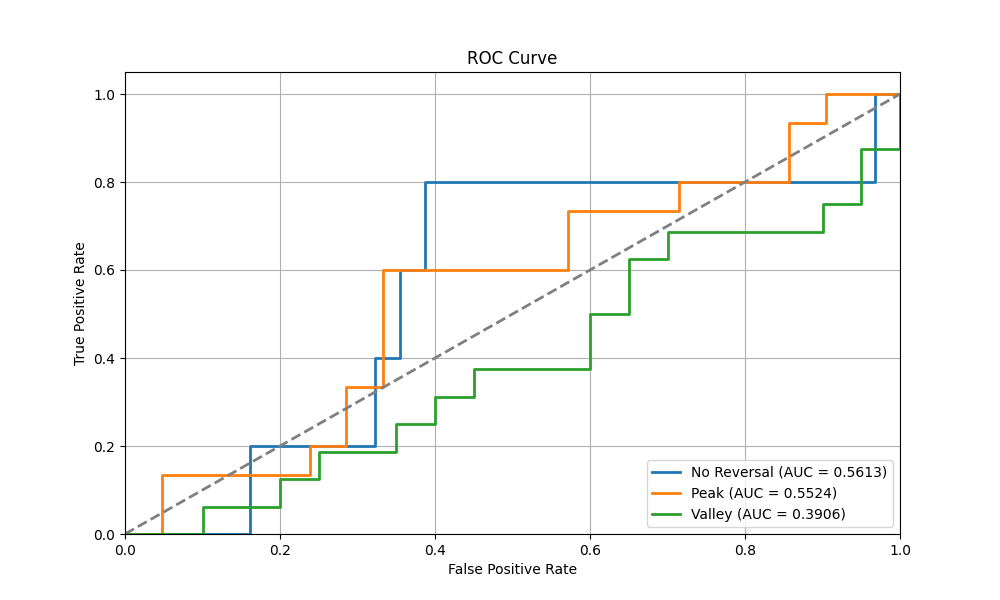 ROC Curve
True Positive Rate
1.0
0.8
0.6
0.4
0.2
0.0
0.0 0.2 0.4 0.6 0.8 1.0
False Positive Rate
No Reversal (AUC = 0.5613)
Peak (AUC = 0.5524)
Valley (AUC = 0.3906)